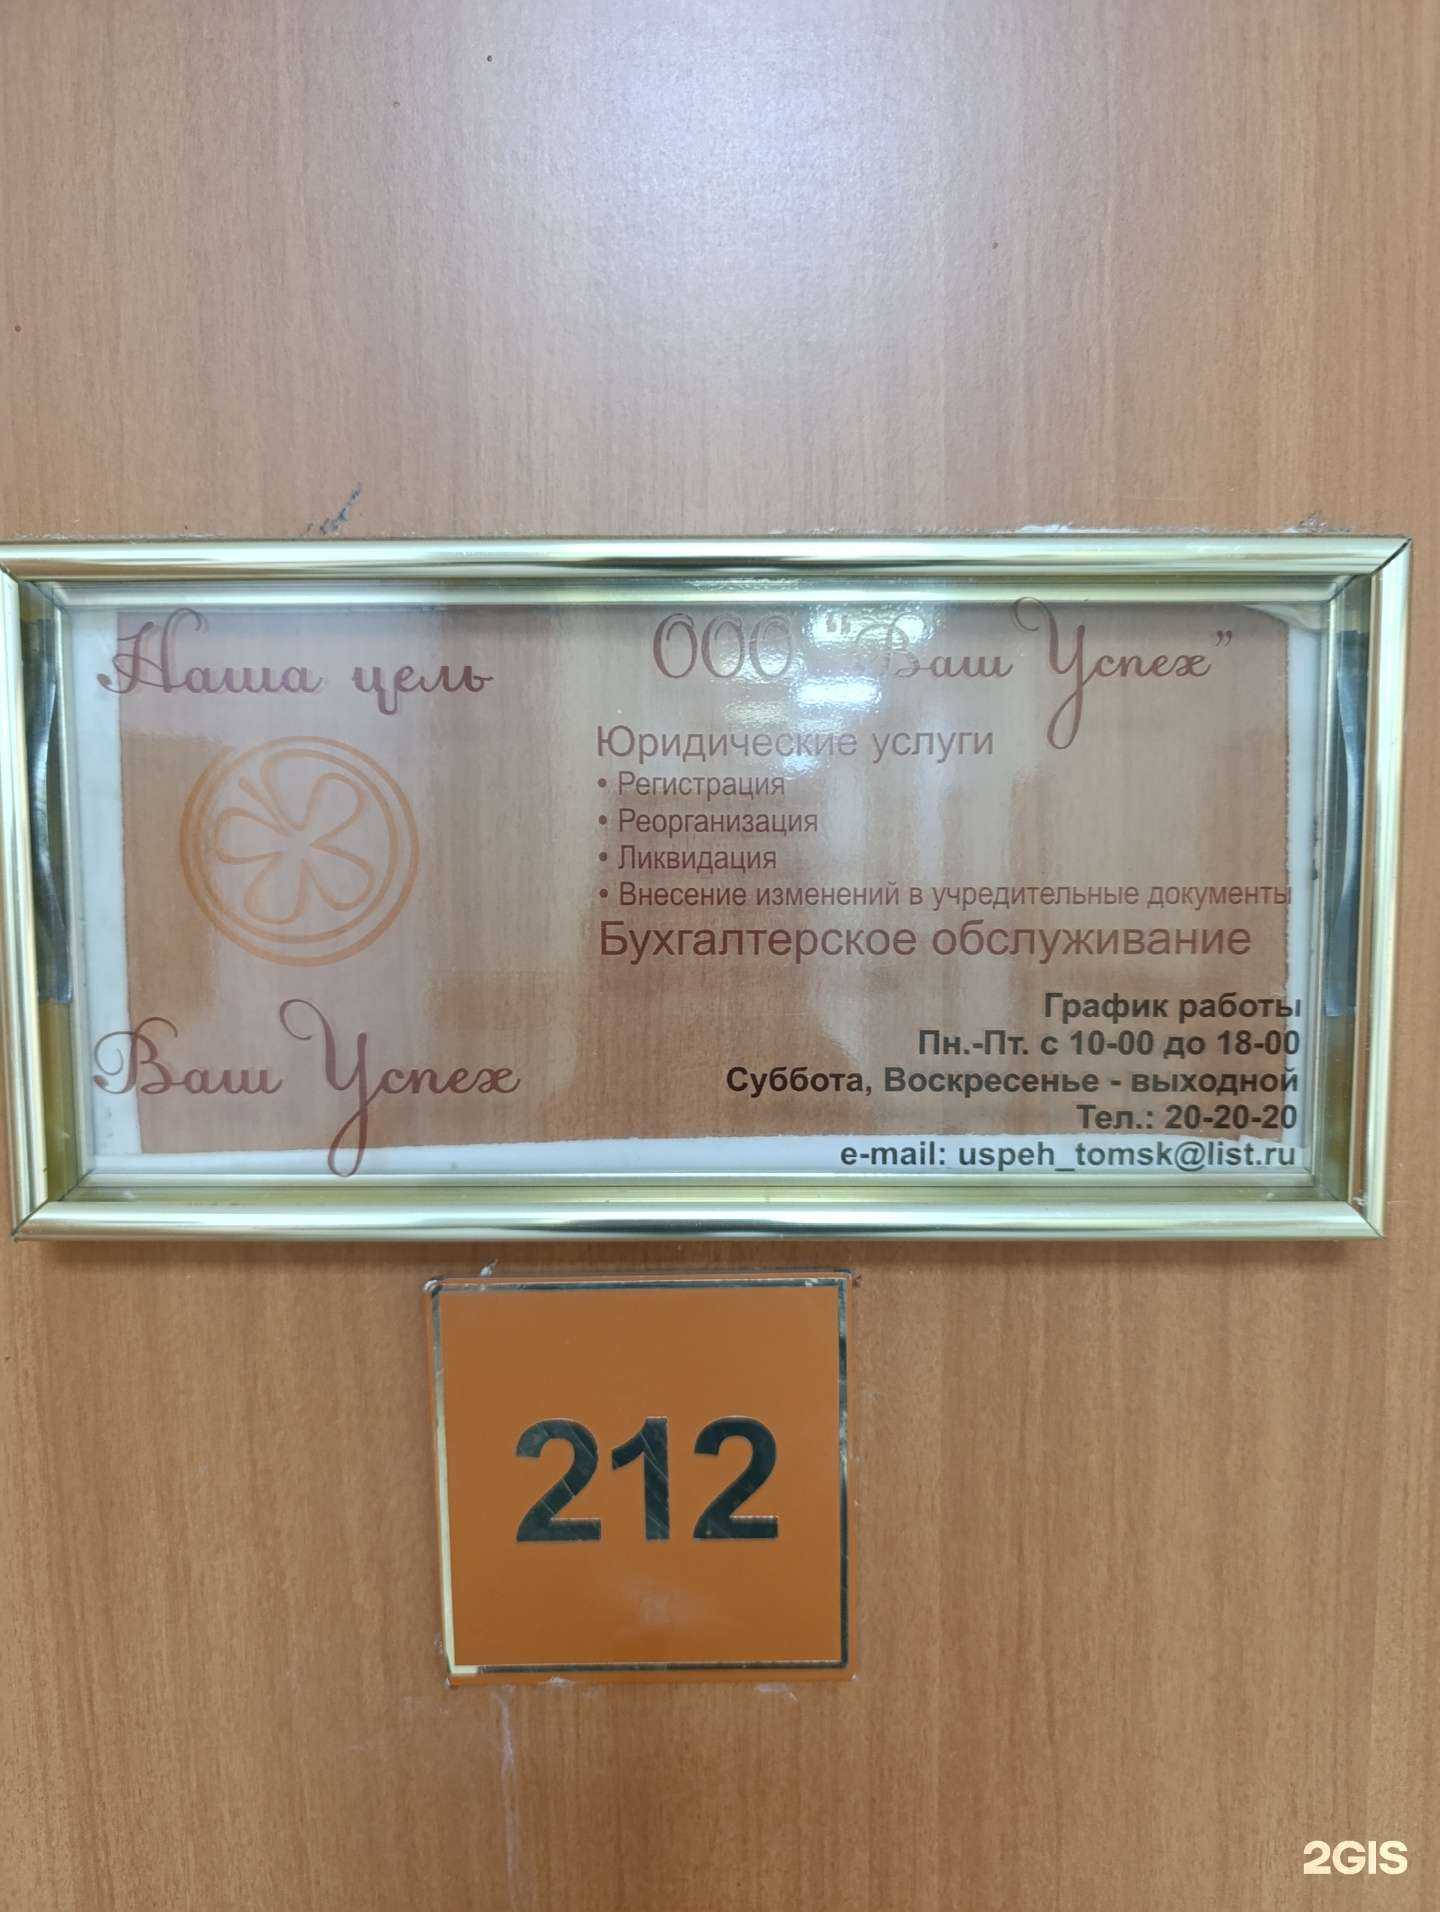 Наша цель
Ваш Успех
ООО "Ваш Успех"
Юридические услуги
• Регистрация
• Реорганизация
• Ликвидация
• Внесение изменений в учредительные документы
Бухгалтерское обслуживание
График работы
Пн.-Пт. с 10-00 до 18-00
Суббота, Воскресенье - выходной
Тел.: 20-20-20
e-mail: uspeh_tomsk@list.ru
212
2GIS